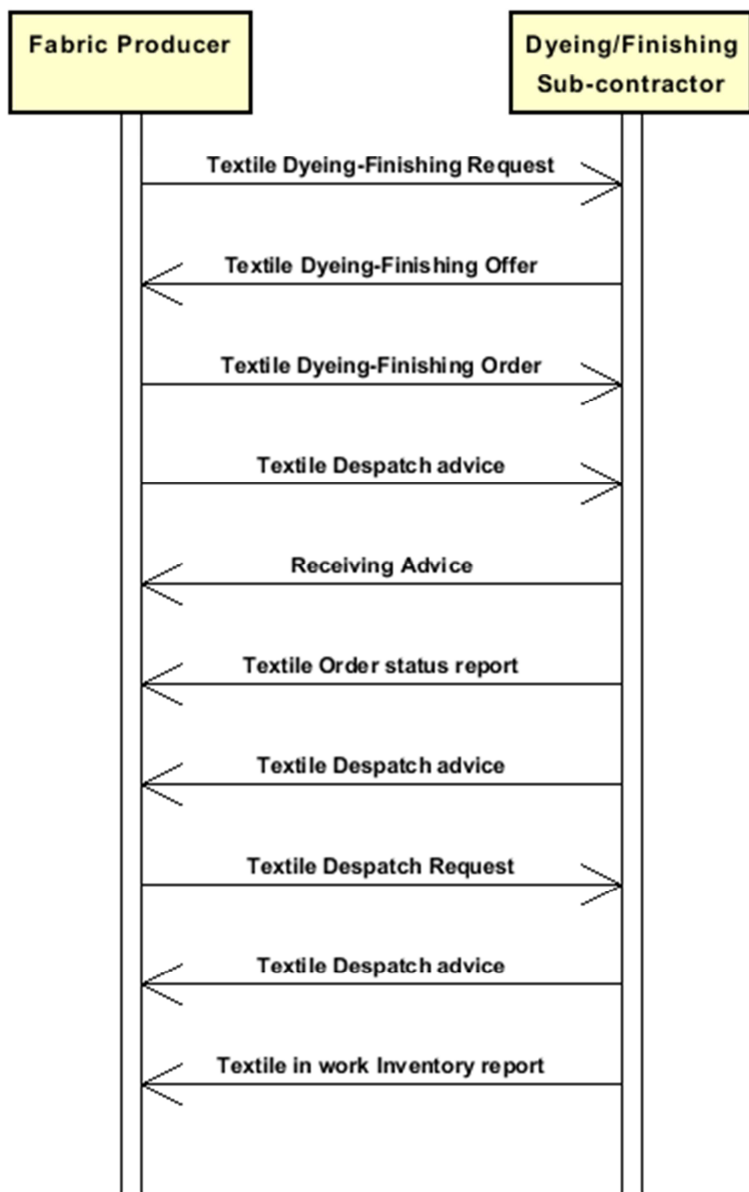 Fabric Producer
Dyeing/Finishing
Sub-contractor
Textile Dyeing-Finishing Request
Textile Dyeing-Finishing Offer
Textile Dyeing-Finishing Order
Textile Despatch advice
Receiving Advice
Textile Order status report
Textile Despatch advice
Textile Despatch Request
Textile Despatch advice
Textile in work Inventory report